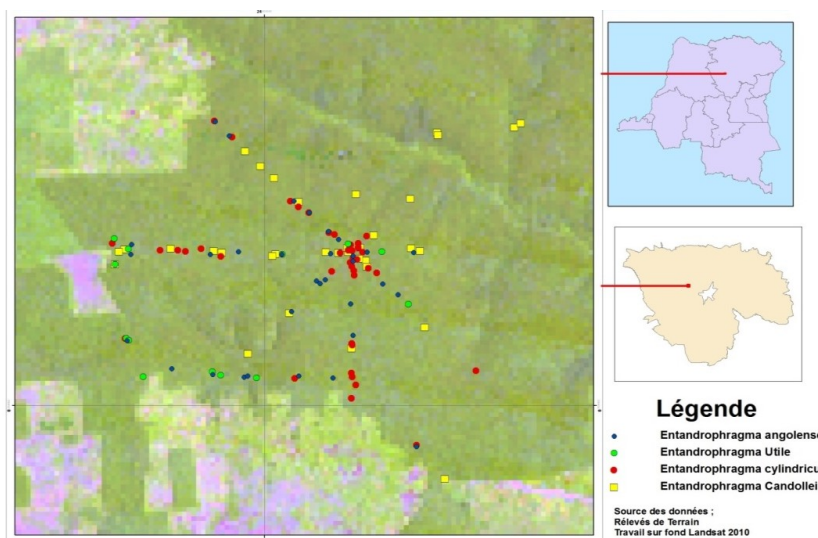 Légende
Entandrophragma angolense
Entandrophragma Utile
Entandrophragma cylindricu
Entandrophragma Candollei
Source des données ;
Rélevés de Terrain
Travail sur fond Landsat 2010